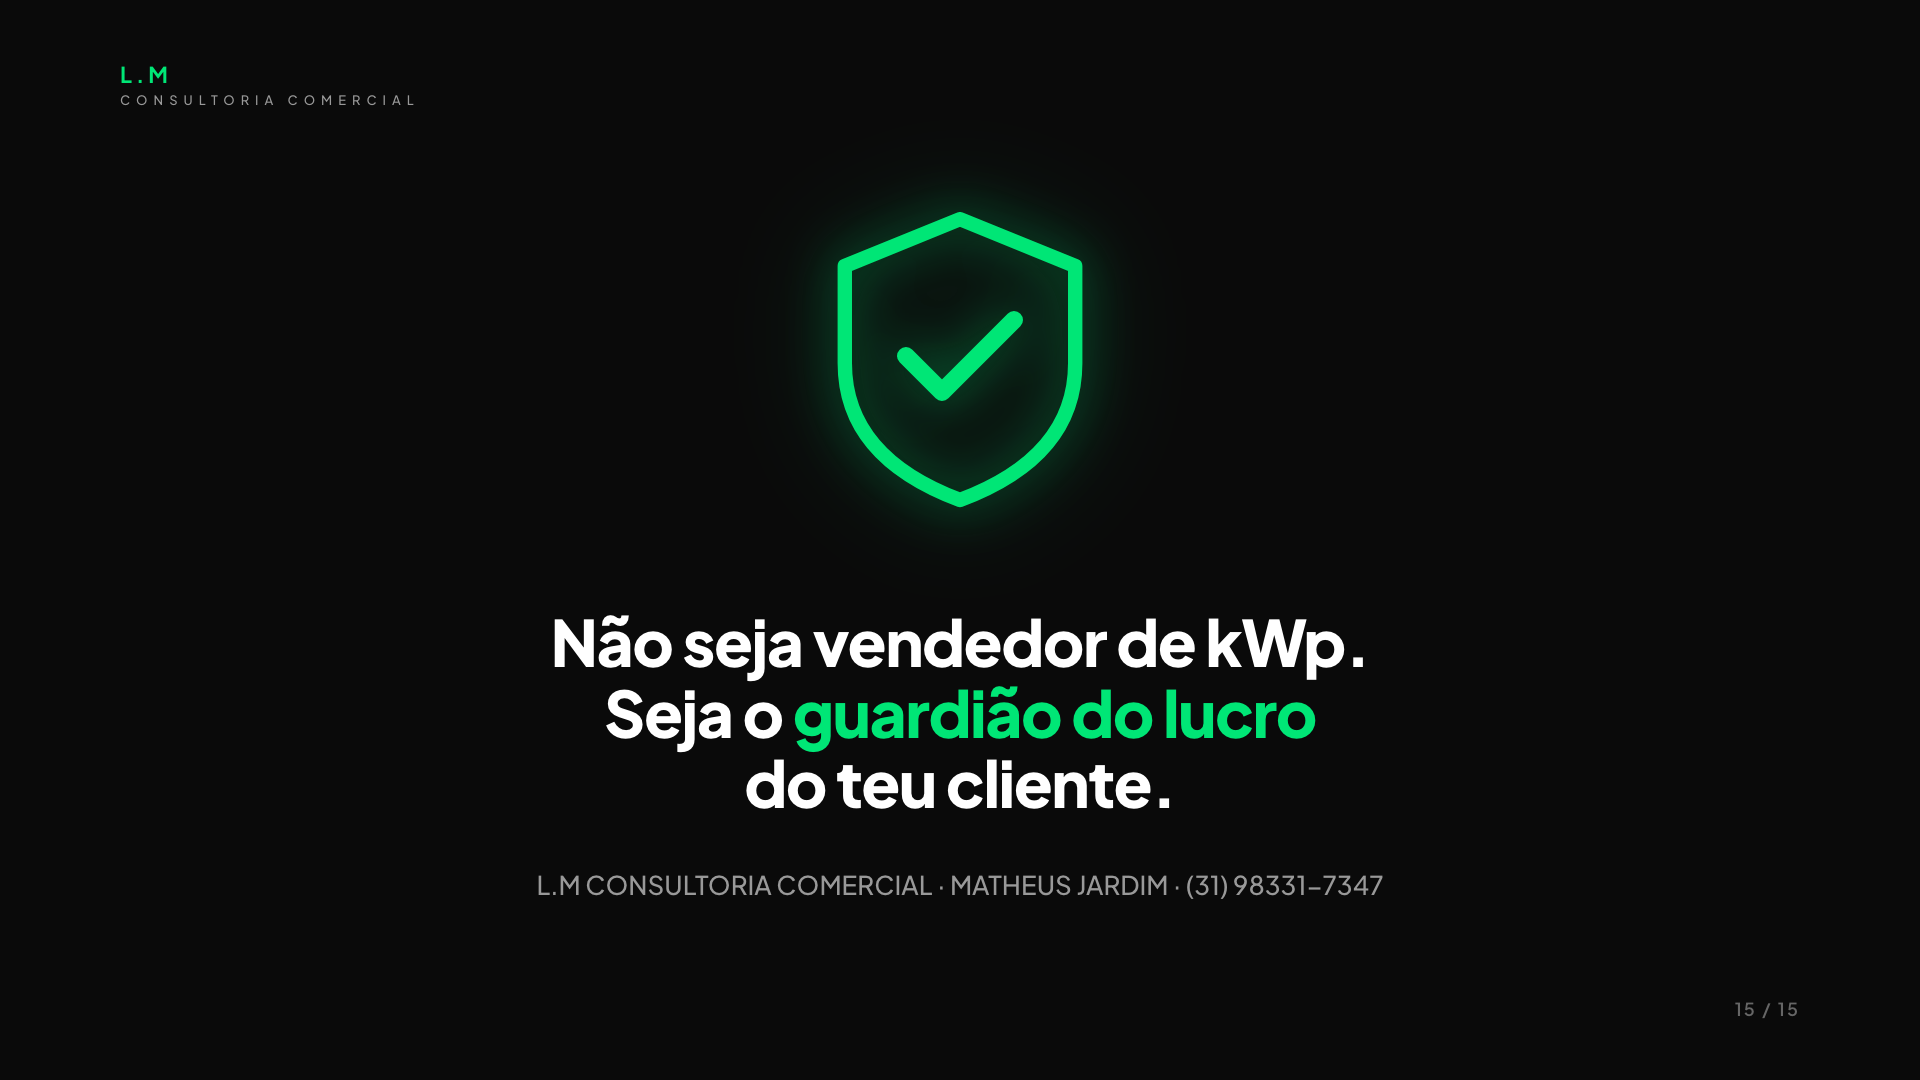 L.M
CONSULTORIA COMERCIAL
Não seja vendedor de kWp.
Seja o guardião do lucro
do teu cliente.
L.M CONSULTORIA COMERCIAL · MATHEUS JARDIM · (31) 98331-7347
15 / 15